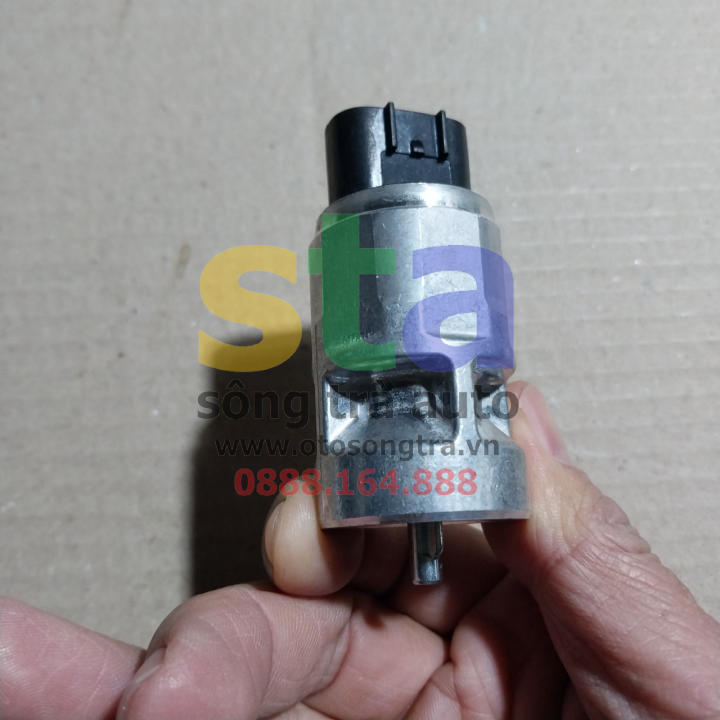 sta
sông trà auto
www.otosongtra.vn
0888.164.888